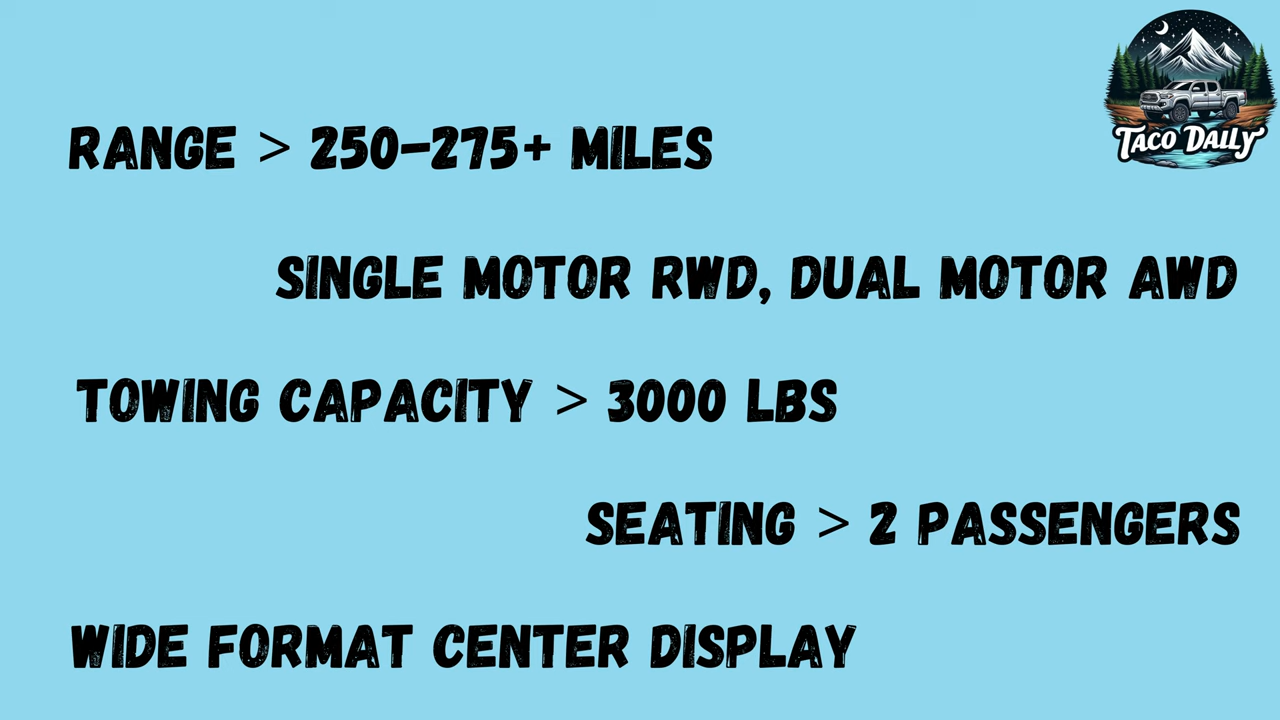 TACO DAILY
RANGE > 250-275+ MILES
SINGLE MOTOR RWD, DUAL MOTOR AWD
TOWING CAPACITY > 3000 LBS
SEATING > 2 PASSENGERS
WIDE FORMAT CENTER DISPLAY